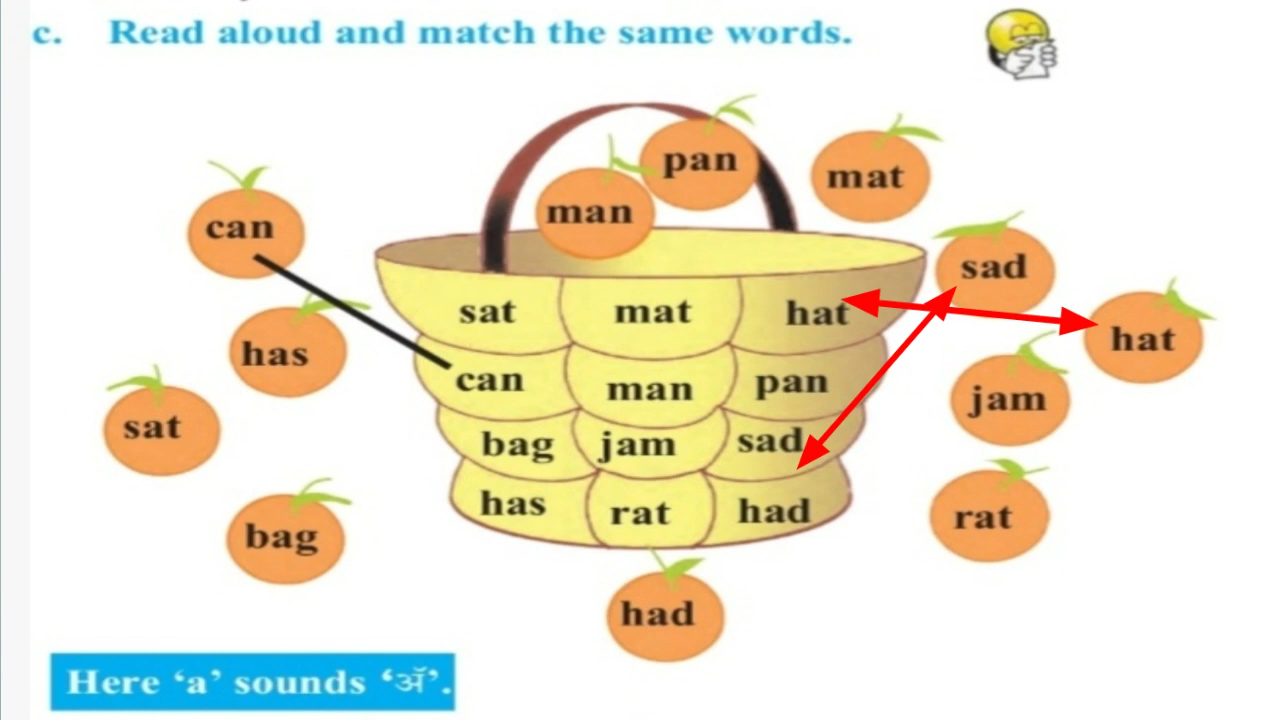 c. Read aloud and match the same words.
pan
mat
man
can
sad
hat
has
jam
sat
rat
bag
had
sat mat hat
can man pan
bag jam sad
has rat had
Here ‘a’ sounds ‘ॲ’.